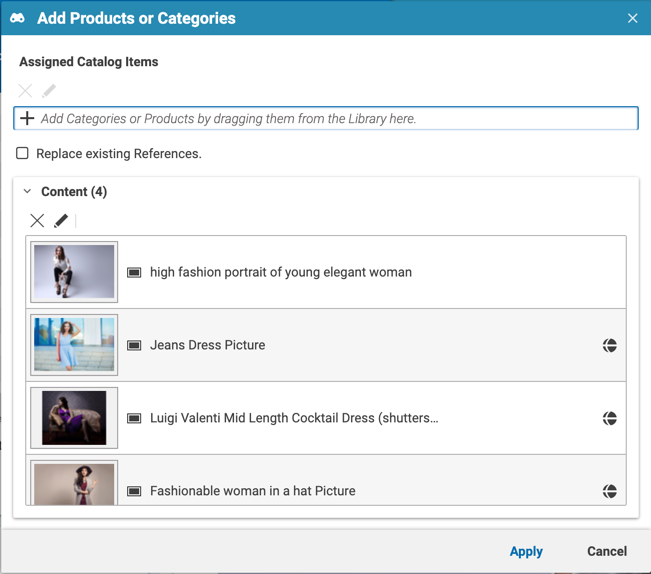 Add Products or Categories
Assigned Catalog Items
Add Categories or Products by dragging them from the Library here.
Replace existing References.
Content (4)
high fashion portrait of young elegant woman
Jeans Dress Picture
Luigi Valenti Mid Length Cocktail Dress (shutters...
Fashionable woman in a hat Picture
Apply Cancel